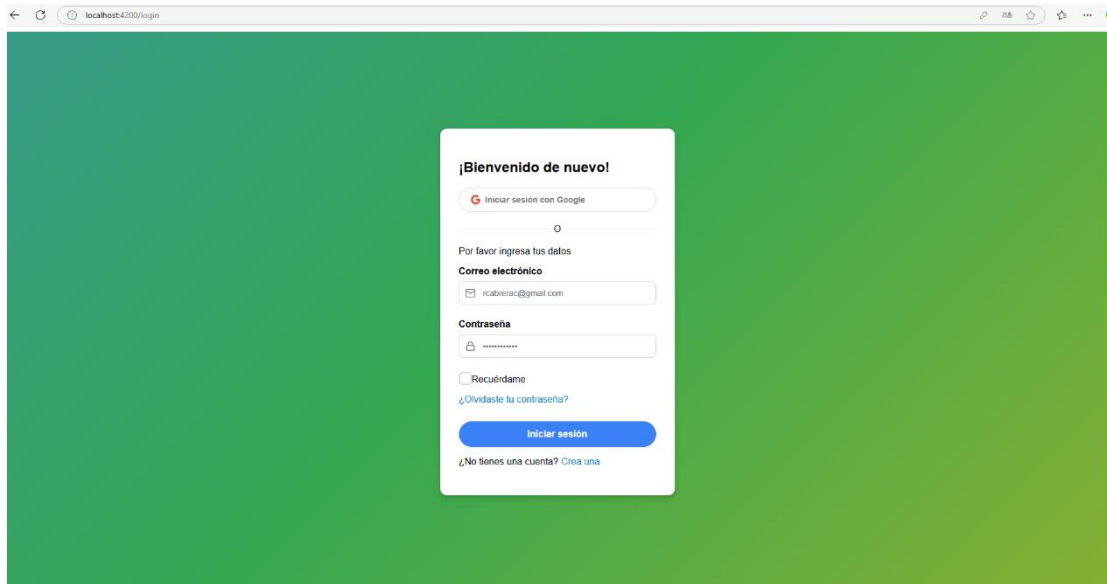 localhost:4200/login
¡Bienvenido de nuevo!
Iniciar sesión con Google
O
Por favor ingresa tus datos
Correo electrónico
rcabrerac@gmail.com
Contraseña
............
Recuérdame
¿Olvidaste tu contraseña?
Iniciar sesión
¿No tienes una cuenta? Crea una